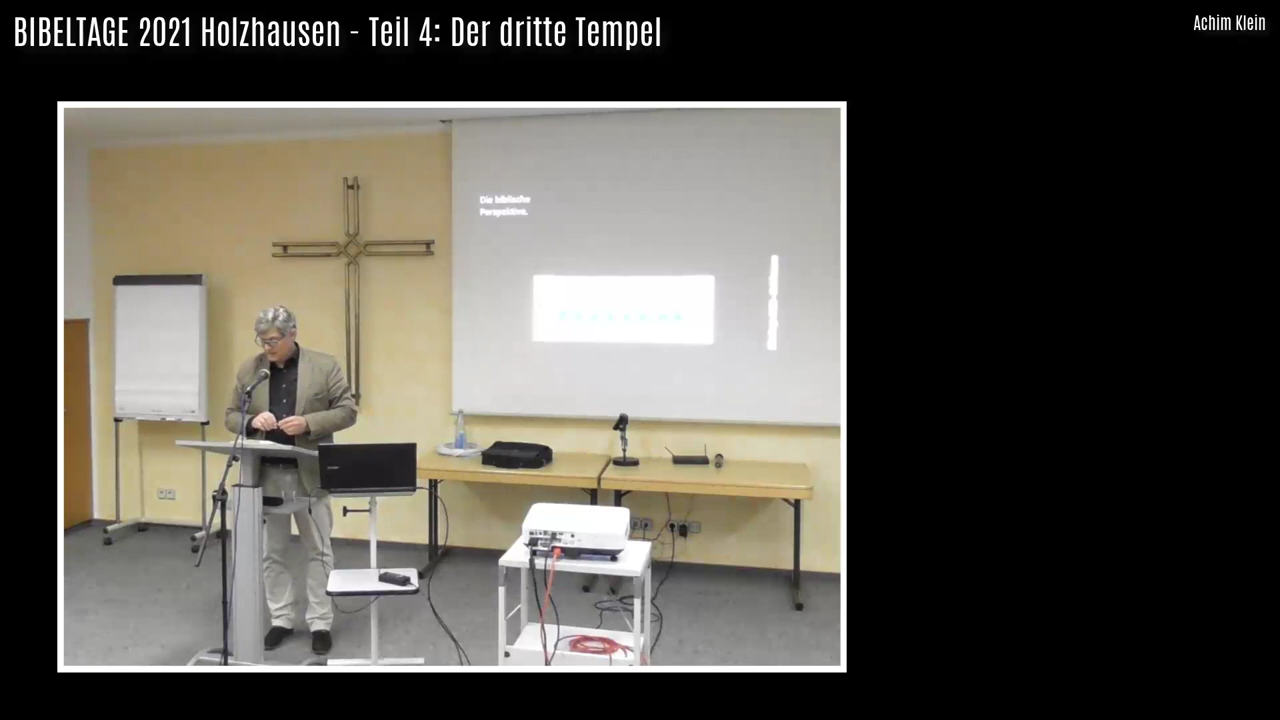 BIBELTAGE 2021 Holzhausen - Teil 4: Der dritte Tempel
Achim Klein
Die biblische
Perspektive.